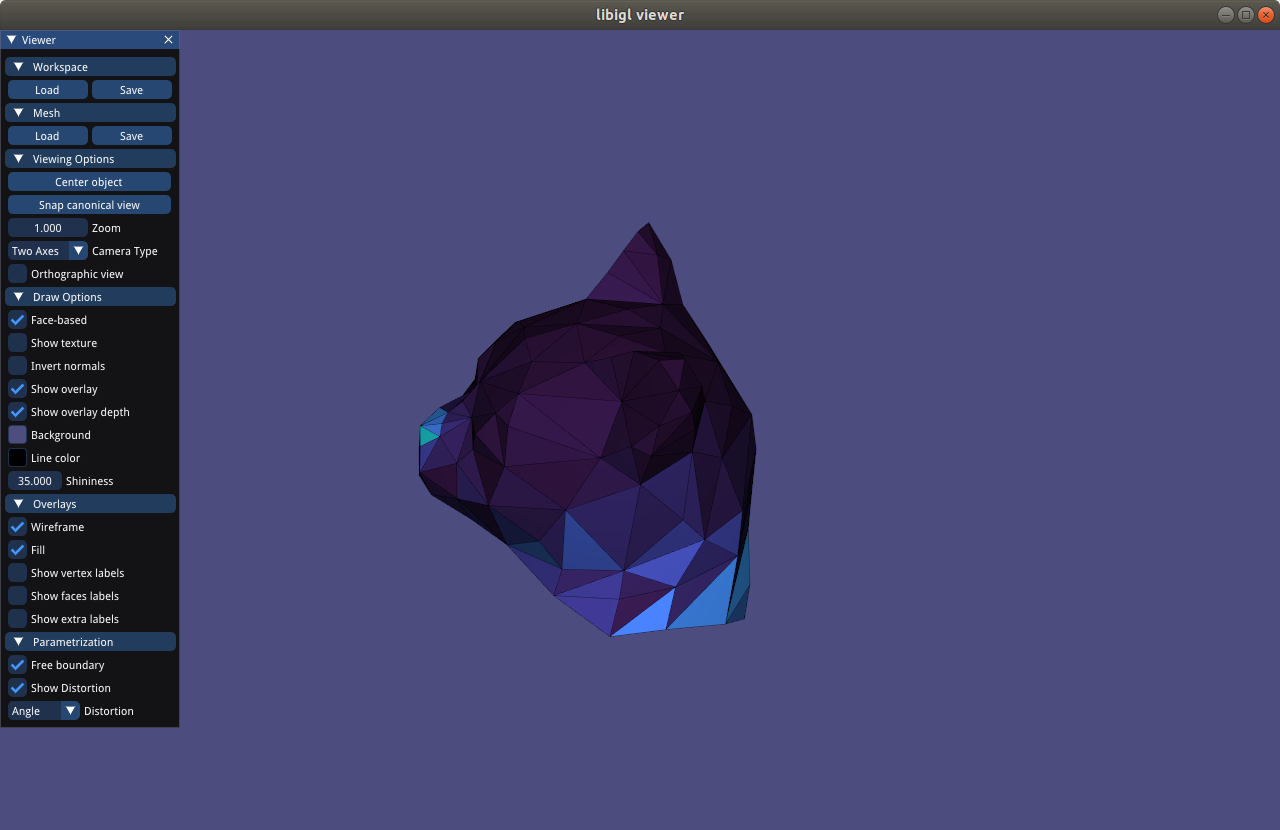 libigl viewer
Viewer
Workspace
Load Save
Mesh
Load Save
Viewing Options
Center object
Snap canonical view
1.000 Zoom
Two Axes Camera Type
Orthographic view
Draw Options
Face-based
Show texture
Invert normals
Show overlay
Show overlay depth
Background
Line color
35.000 Shininess
Overlays
Wireframe
Fill
Show vertex labels
Show faces labels
Show extra labels
Parametrization
Free boundary
Show Distortion
Angle Distortion